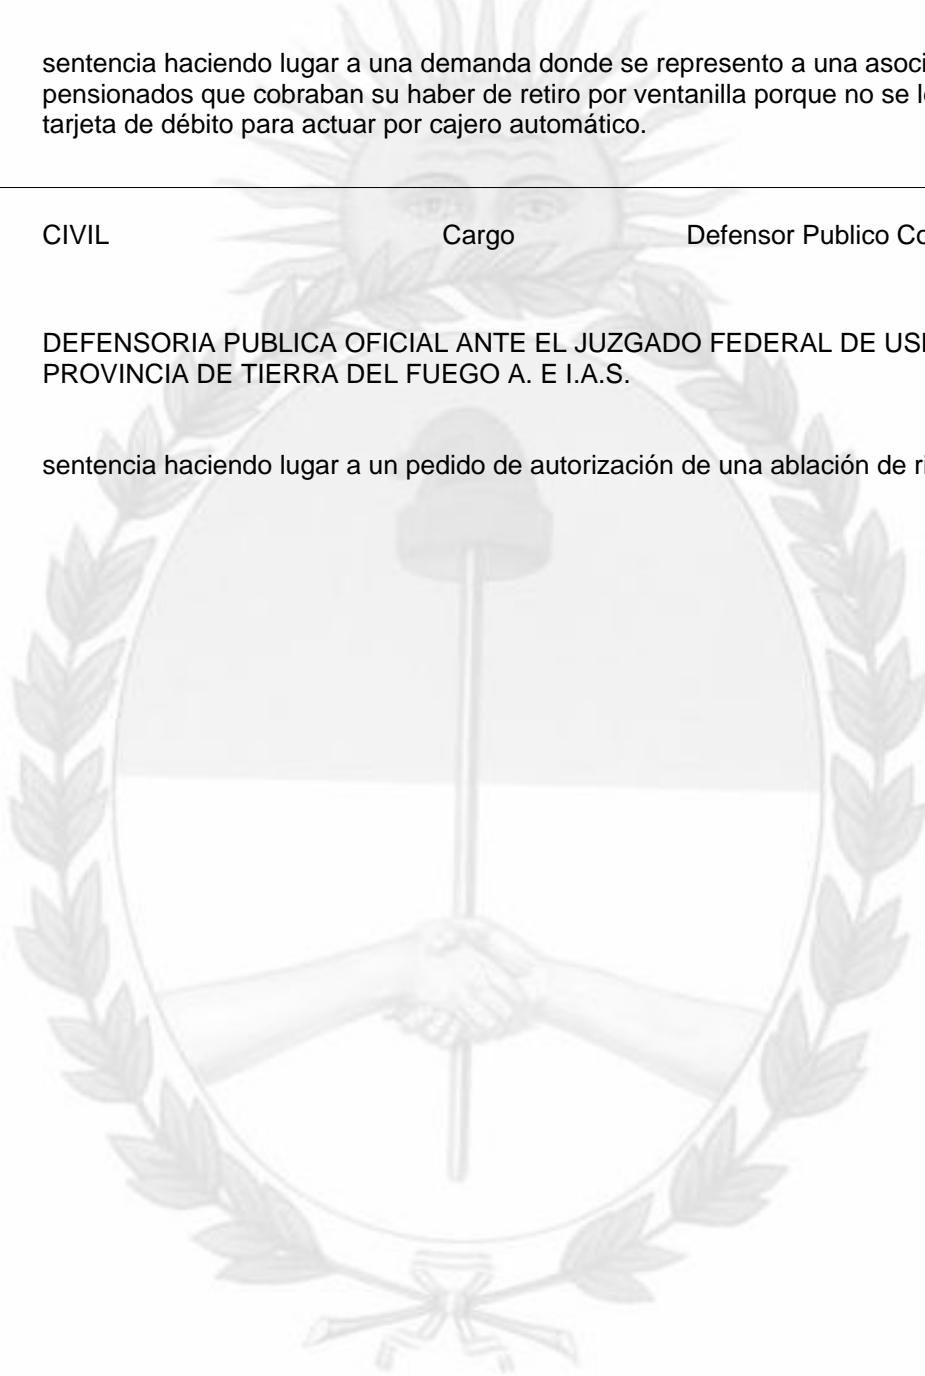 sentencia haciendo lugar a una demanda donde se represento a una
pensionados que cobraban su haber de retiro por ventanilla porque no se
tarjeta de débito para actuar por cajero automático.
CIVIL Cargo Defensor Publico
DEFENSORIA PUBLICA OFICIAL ANTE EL JUZGADO FEDERAL DE
PROVINCIA DE TIERRA DEL FUEGO A. E I.A.S.
sentencia haciendo lugar a un pedido de autorización de una ablación de